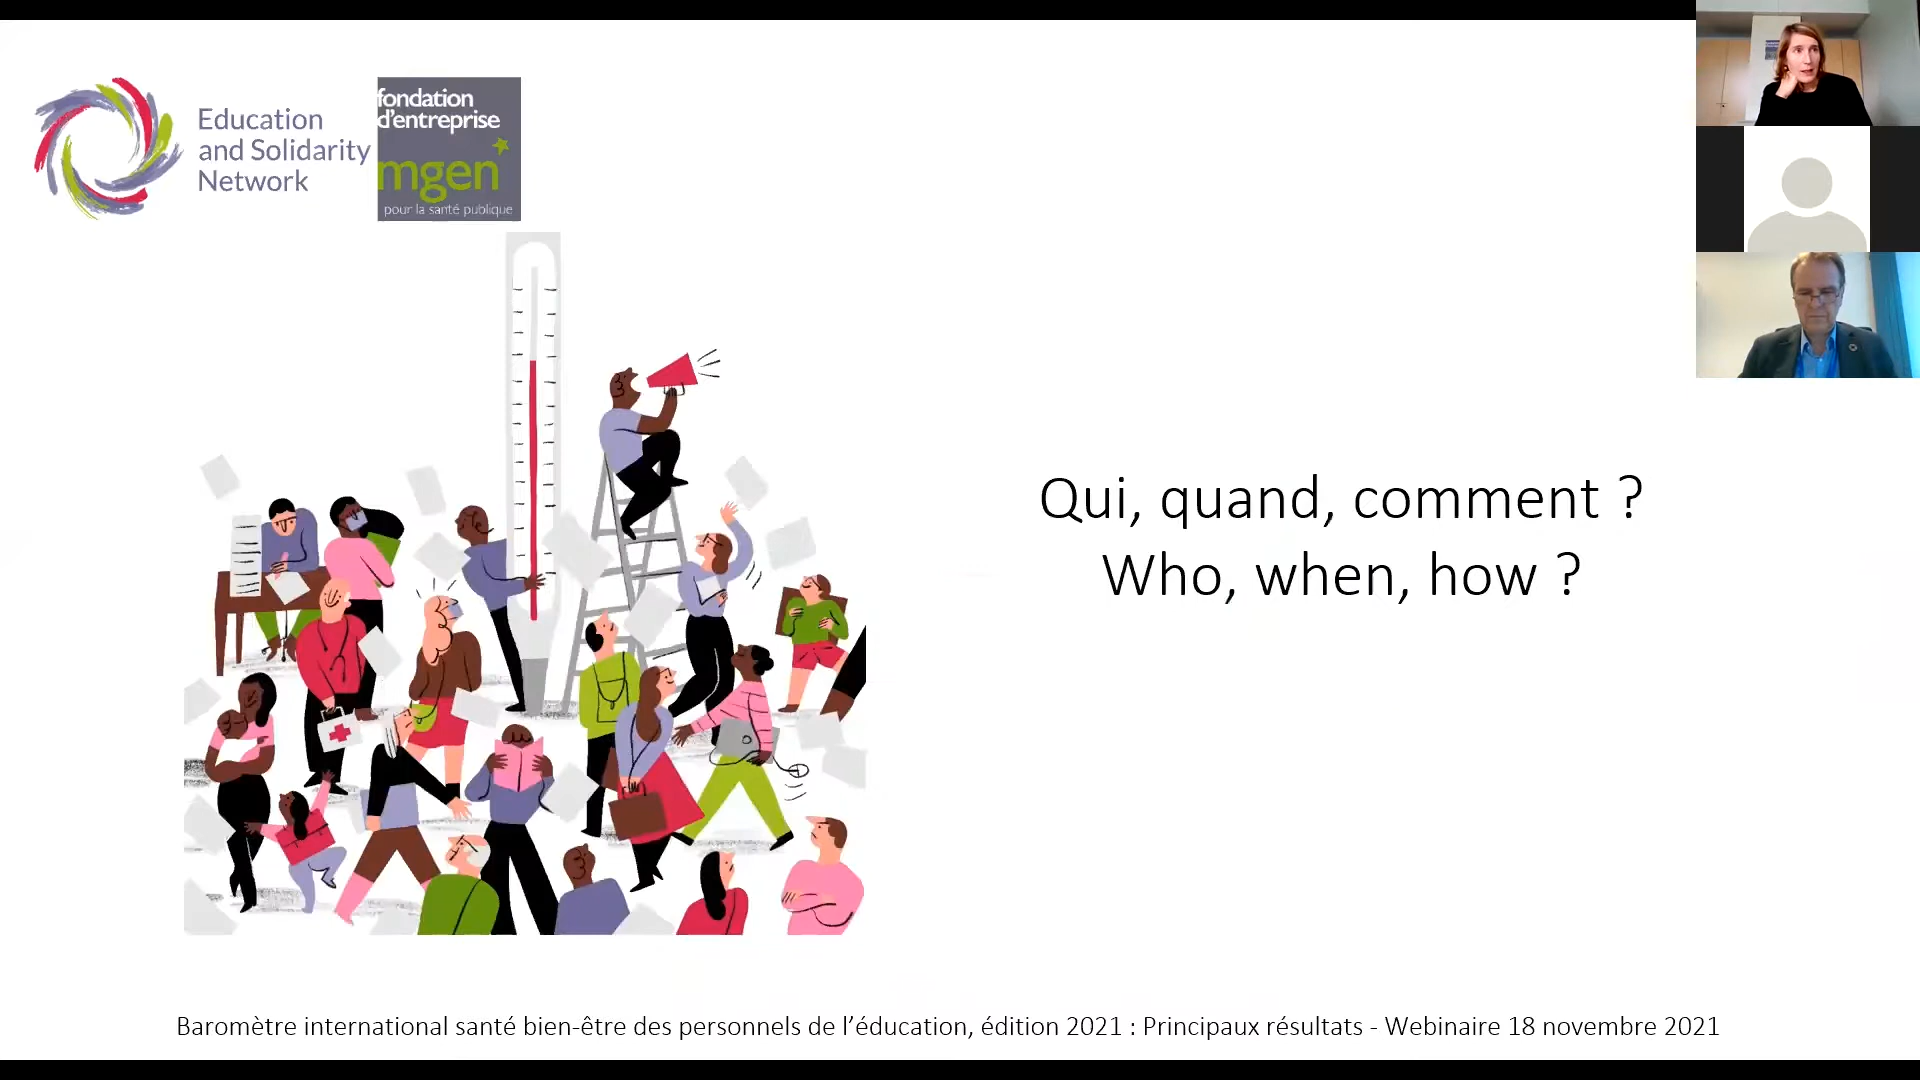 Education
and Solidarity
Network
fondation
d'entreprise
mgen
pour la santé publique
Qui, quand, comment ?
Who, when, how ?
Baromètre international santé bien-être des personnels de l’éducation, édition 2021 : Principaux résultats - Webinaire 18 novembre 2021